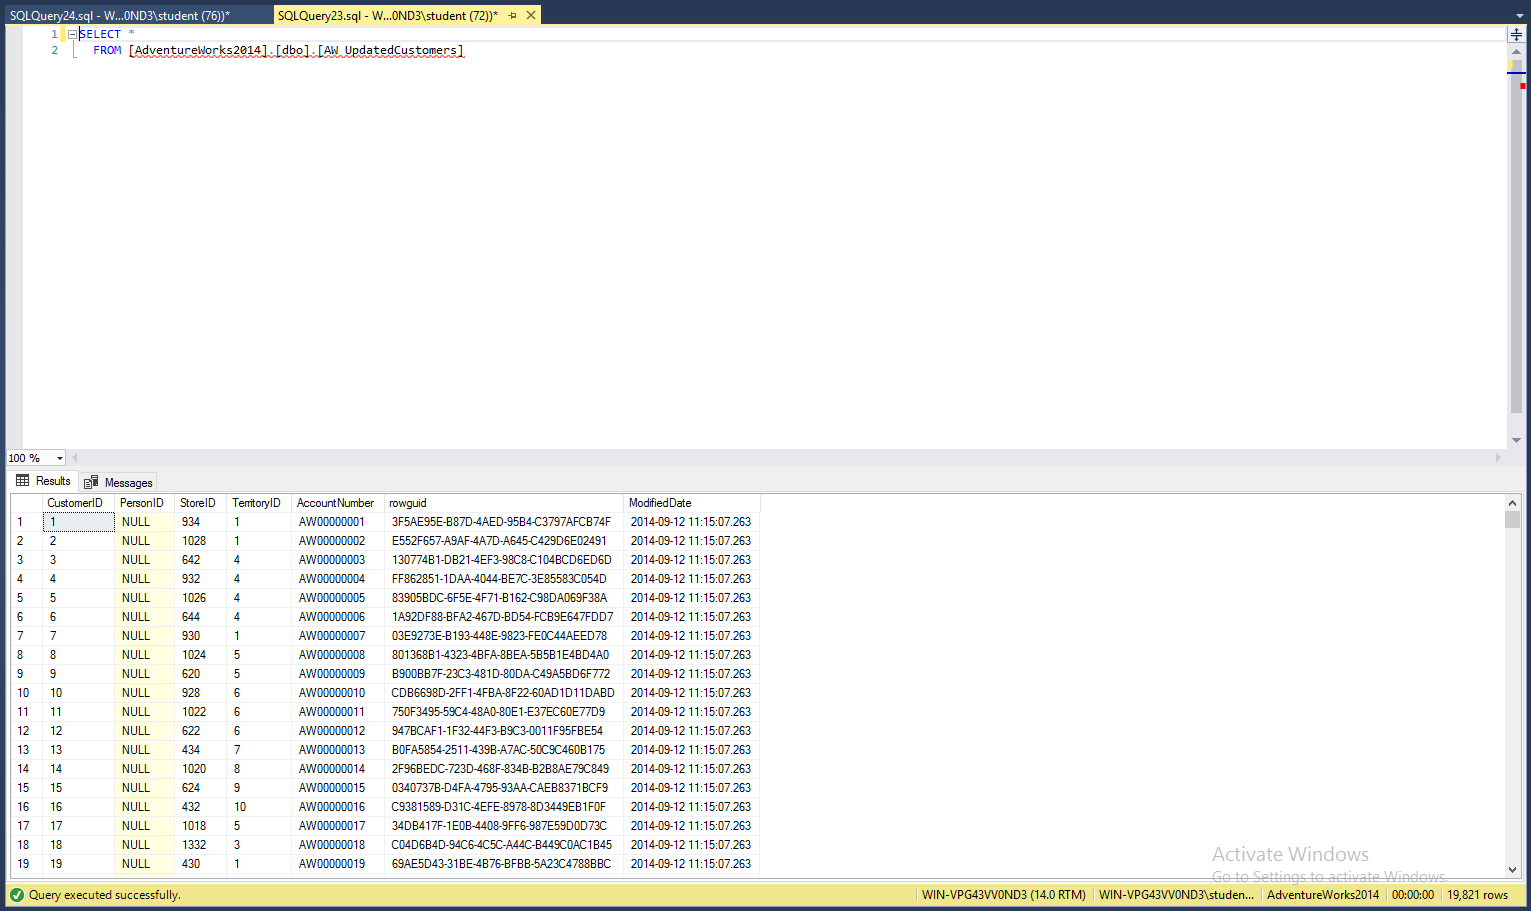 SQLQuery24.sql - W...0ND3\student (76))* SQLQuery23.sql - W...0ND3\student (72))*
1 SELECT *
2 FROM [AdventureWorks2014].[dbo].[AW_UpdatedCustomers]
100 %
Results Messages
CustomerID PersonID StoreID TerritoryID AccountNumber rowguid ModifiedDate
1 1 NULL 934 1 AW00000001 3F5AE95E-B87D-4AED-95B4-C3797AFCB74F 2014-09-12 11:15:07.263
2 2 NULL 1028 1 AW00000002 E552F657-A9AF-4A7D-A645-C429D6E02491 2014-09-12 11:15:07.263
3 3 NULL 642 4 AW00000003 130774B1-DB21-4EF3-98C8-C104BCD6ED6D 2014-09-12 11:15:07.263
4 4 NULL 932 4 AW00000004 FF862851-1DAA-4044-BE7C-3E85583C054D 2014-09-12 11:15:07.263
5 5 NULL 1026 4 AW00000005 83905BDC-6F5E-4F71-B162-C98DA069F38A 2014-09-12 11:15:07.263
6 6 NULL 644 4 AW00000006 1A92DF88-BFA2-467D-BD54-FCB9E647FDD7 2014-09-12 11:15:07.263
7 7 NULL 930 1 AW00000007 03E9273E-B193-448E-9823-FE0C44AEED78 2014-09-12 11:15:07.263
8 8 NULL 1024 5 AW00000008 801368B1-4323-4BFA-8BEA-5B5B1E4BD4A0 2014-09-12 11:15:07.263
9 9 NULL 620 5 AW00000009 B900BB7F-23C3-481D-80DA-C49A5BD6F772 2014-09-12 11:15:07.263
10 10 NULL 928 6 AW00000010 CDB6698D-2FF1-4FBA-8F22-60AD1D11DABD 2014-09-12 11:15:07.263
11 11 NULL 1022 6 AW00000011 750F3495-59C4-48A0-80E1-E37EC60E77D9 2014-09-12 11:15:07.263
12 12 NULL 622 6 AW00000012 947BCAF1-1F32-44F3-B9C3-0011F95FBE54 2014-09-12 11:15:07.263
13 13 NULL 434 7 AW00000013 B0FA5854-2511-439B-A7AC-50C9C460B175 2014-09-12 11:15:07.263
14 14 NULL 1020 8 AW00000014 2F96BEDC-723D-468F-834B-B2B8AE79C849 2014-09-12 11:15:07.263
15 15 NULL 624 9 AW00000015 0340737B-D4FA-4795-93AA-CAEB8371BCF9 2014-09-12 11:15:07.263
16 16 NULL 432 10 AW00000016 C9381589-D31C-4EFE-8978-8D3449EB1F0F 2014-09-12 11:15:07.263
17 17 NULL 1018 5 AW00000017 34DB417F-1E0B-4408-9FF6-987E59D0D73C 2014-09-12 11:15:07.263
18 18 NULL 1332 3 AW00000018 C04D6B4D-94C6-4C5C-A44C-B449C0AC1B45 2014-09-12 11:15:07.263
19 19 NULL 430 1 AW00000019 69AE5D43-31BE-4B76-BFBB-5A23C4788BBC 2014-09-12 11:15:07.263
Activate Windows
Go to Settings to activate Windows.
Query executed successfully. WIN-VPG43VV0ND3 (14.0 RTM) WIN-VPG43VV0ND3\studen... AdventureWorks2014 00:00:00 19,821 rows